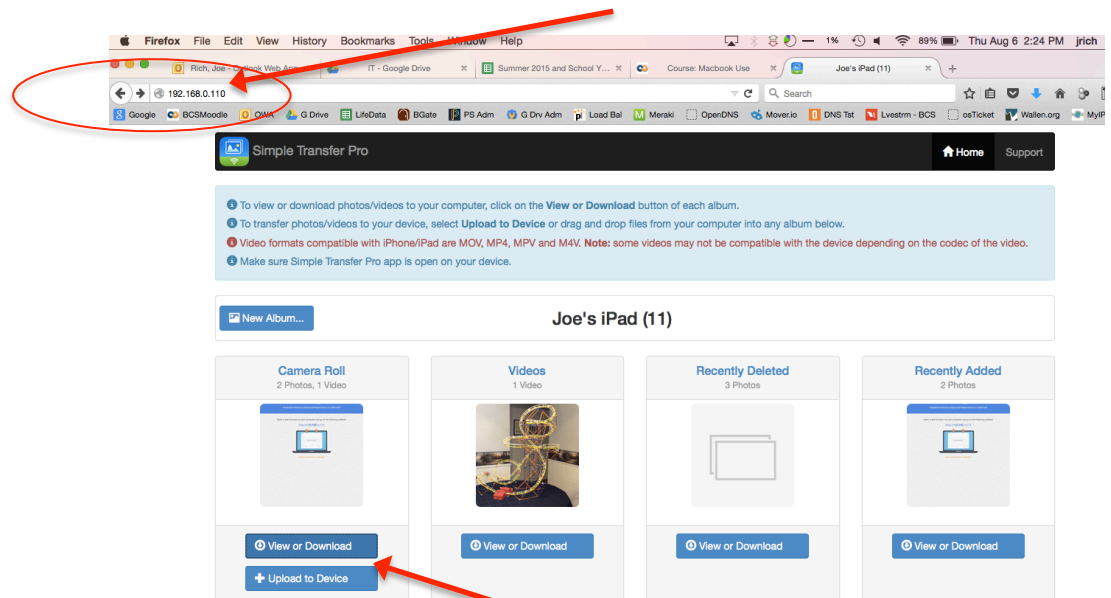 Firefox File Edit View History Bookmarks Tools Window Help 1% 89% Thu Aug 6 2:24 PM jrich
Rich, Joe - Outlook Web App IT - Google Drive Summer 2015 and School Y... Course: Macbook Use Joe's iPad (11)
192.168.0.110 Search
Google BCSMoodle OWA G Drive LifeData BGate PS Adm G Drv Adm Load Bal Meraki OpenDNS Mover.io DNS Tst Lvestrm - BCS osTicket Wallen.org MyIP
Simple Transfer Pro Home Support
To view or download photos/videos to your computer, click on the View or Download button of each album.
To transfer photos/videos to your device, select Upload to Device or drag and drop files from your computer into any album below.
Video formats compatible with iPhone/iPad are MOV, MP4, MPV and M4V. Note: some videos may not be compatible with the device depending on the codec of the video.
Make sure Simple Transfer Pro app is open on your device.
New Album... Joe's iPad (11)
Camera Roll Videos Recently Deleted Recently Added
2 Photos, 1 Video 1 Video 3 Photos 2 Photos
View or Download View or Download View or Download View or Download
Upload to Device